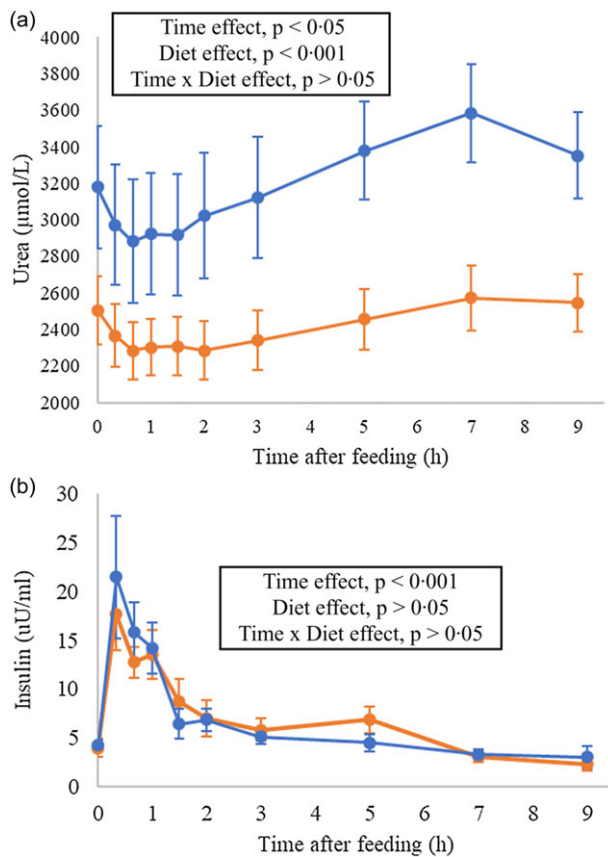 (a)
Time effect, p < 0·05
Diet effect, p < 0·001
Time x Diet effect, p > 0·05
4000
3800
3600
3400
3200
3000
2800
2600
2400
2200
2000
Urea (µmol/L)
0 1 2 3 4 5 6 7 8 9
Time after feeding (h)
(b)
Time effect, p < 0·001
Diet effect, p > 0·05
Time x Diet effect, p > 0·05
30
25
20
15
10
5
0
Insulin (uU/ml)
0 1 2 3 4 5 6 7 8 9
Time after feeding (h)